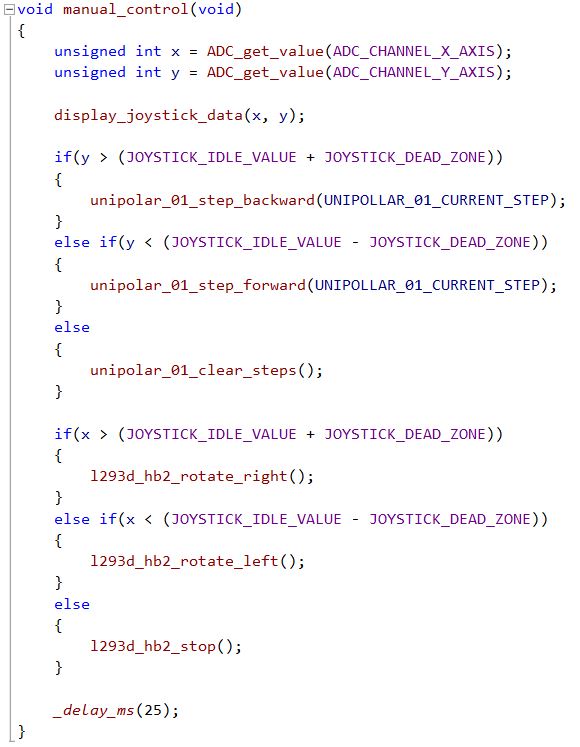 void manual_control(void)
{
    unsigned int x = ADC_get_value(ADC_CHANNEL_X_AXIS);
    unsigned int y = ADC_get_value(ADC_CHANNEL_Y_AXIS);

    display_joystick_data(x, y);

    if(y > (JOYSTICK_IDLE_VALUE + JOYSTICK_DEAD_ZONE))
    {
        unipolar_01_step_backward(UNIPOLLAR_01_CURRENT_STEP);
    }
    else if(y < (JOYSTICK_IDLE_VALUE - JOYSTICK_DEAD_ZONE))
    {
        unipolar_01_step_forward(UNIPOLLAR_01_CURRENT_STEP);
    }
    else
    {
        unipolar_01_clear_steps();
    }

    if(x > (JOYSTICK_IDLE_VALUE + JOYSTICK_DEAD_ZONE))
    {
        l293d_hb2_rotate_right();
    }
    else if(x < (JOYSTICK_IDLE_VALUE - JOYSTICK_DEAD_ZONE))
    {
        l293d_hb2_rotate_left();
    }
    else
    {
        l293d_hb2_stop();
    }

    _delay_ms(25);
}